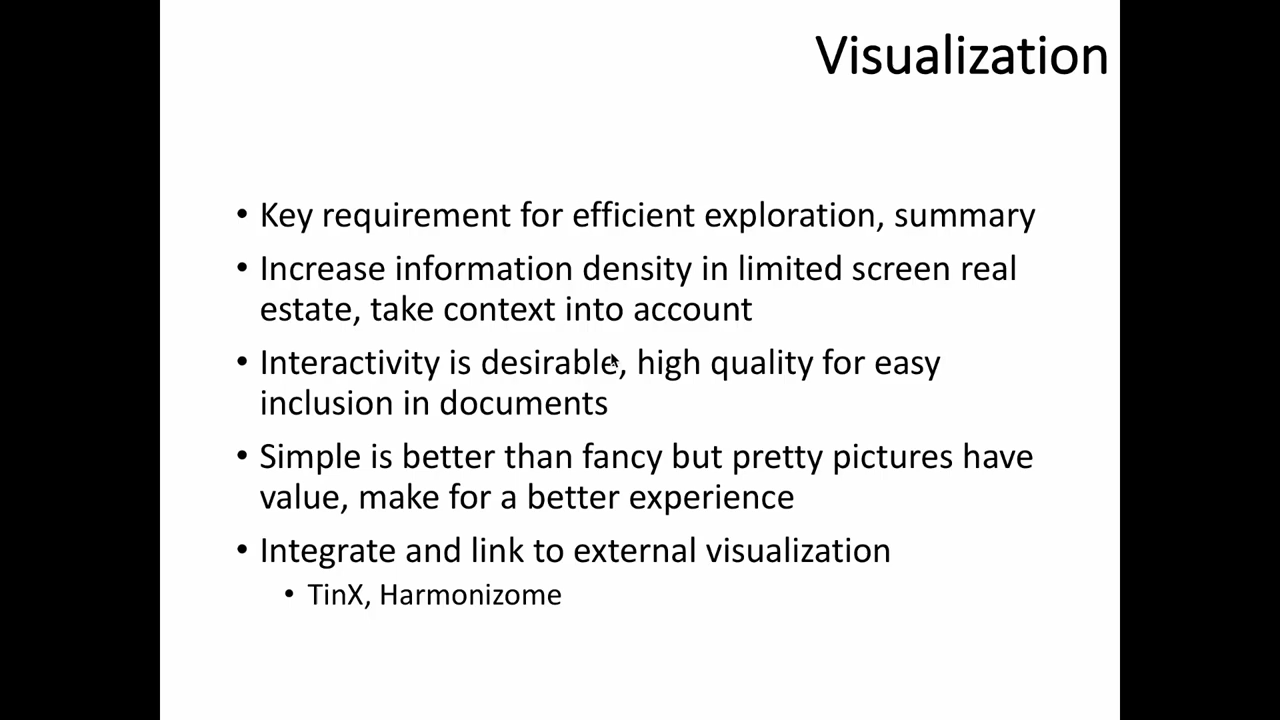 Visualization
• Key requirement for efficient exploration, summary
• Increase information density in limited screen real
estate, take context into account
• Interactivity is desirable, high quality for easy
inclusion in documents
• Simple is better than fancy but pretty pictures have
value, make for a better experience
• Integrate and link to external visualization
• TinX, Harmonizome